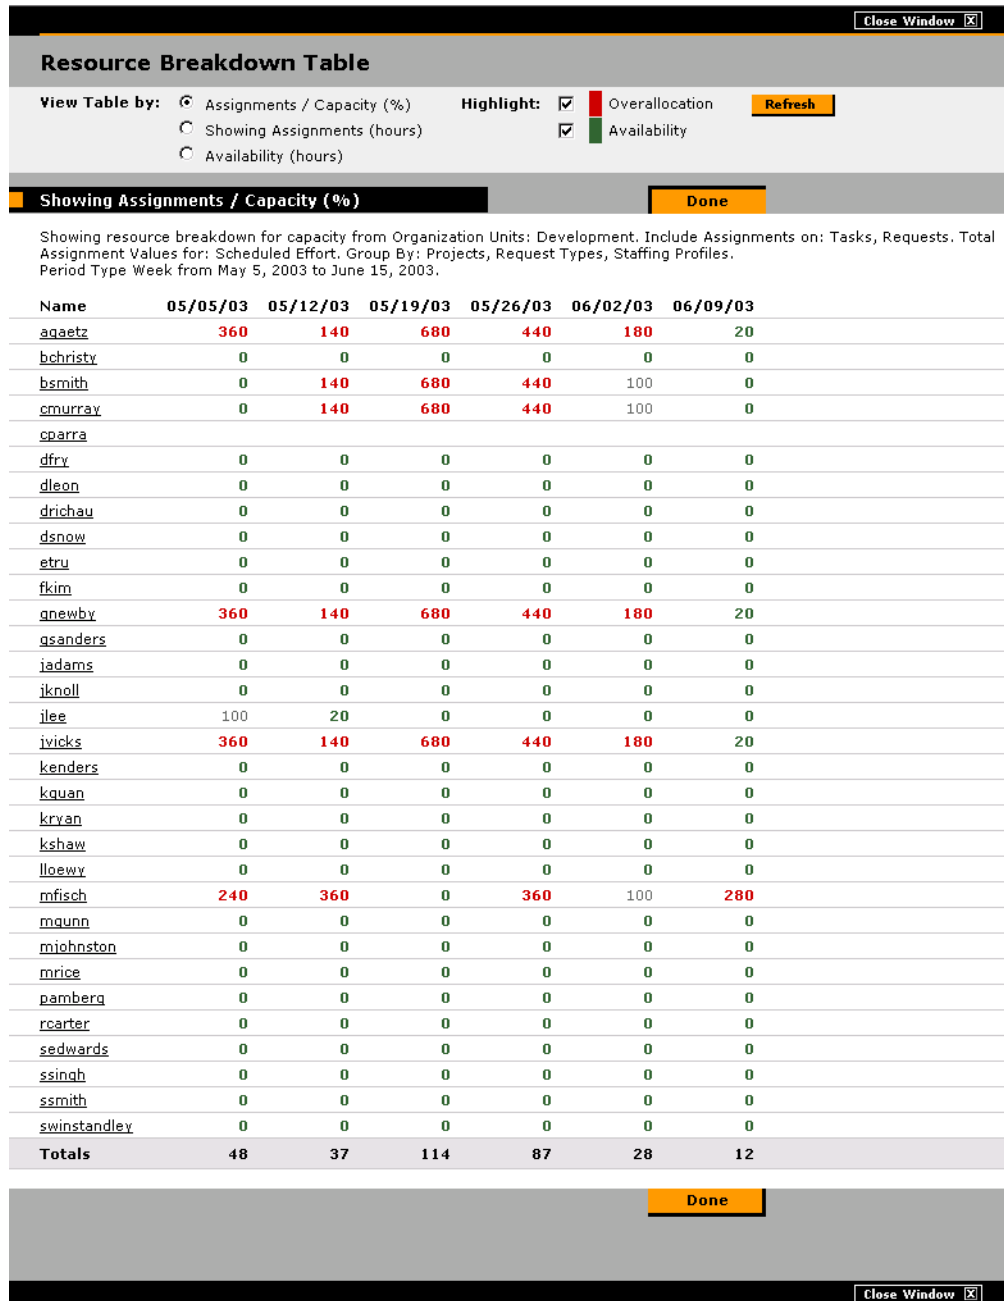 Close Window X
Resource Breakdown Table
View Table by: Assignments / Capacity (%) Highlight: Overallocation Refresh
Showing Assignments (hours) Availability
Availability (hours)
Showing Assignments / Capacity (%) Done
Showing resource breakdown for capacity from Organization Units: Development. Include Assignments on: Tasks, Requests. Total
Assignment Values for: Scheduled Effort. Group By: Projects, Request Types, Staffing Profiles.
Period Type Week from May 5, 2003 to June 15, 2003.
Name 05/05/03 05/12/03 05/19/03 05/26/03 06/02/03 06/09/03
agaetz 360 140 680 440 180 20
bchristy 0 0 0 0 0 0
bsmith 0 140 680 440 100 0
cmurray 0 140 680 440 100 0
cparra
dfry 0 0 0 0 0 0
dleon 0 0 0 0 0 0
drichau 0 0 0 0 0 0
dsnow 0 0 0 0 0 0
etru 0 0 0 0 0 0
fkim 0 0 0 0 0 0
gnewby 360 140 680 440 180 20
gsanders 0 0 0 0 0 0
jadams 0 0 0 0 0 0
jknoll 0 0 0 0 0 0
jlee 100 20 0 0 0 0
jvicks 360 140 680 440 180 20
kenders 0 0 0 0 0 0
kquan 0 0 0 0 0 0
kryan 0 0 0 0 0 0
kshaw 0 0 0 0 0 0
lloewy 0 0 0 0 0 0
mfisch 240 360 0 360 100 280
mgunn 0 0 0 0 0 0
mjohnston 0 0 0 0 0 0
mrice 0 0 0 0 0 0
pamberg 0 0 0 0 0 0
rcarter 0 0 0 0 0 0
sedwards 0 0 0 0 0 0
ssingh 0 0 0 0 0 0
ssmith 0 0 0 0 0 0
swinstandley 0 0 0 0 0 0
Totals 48 37 114 87 28 12
Done
Close Window X